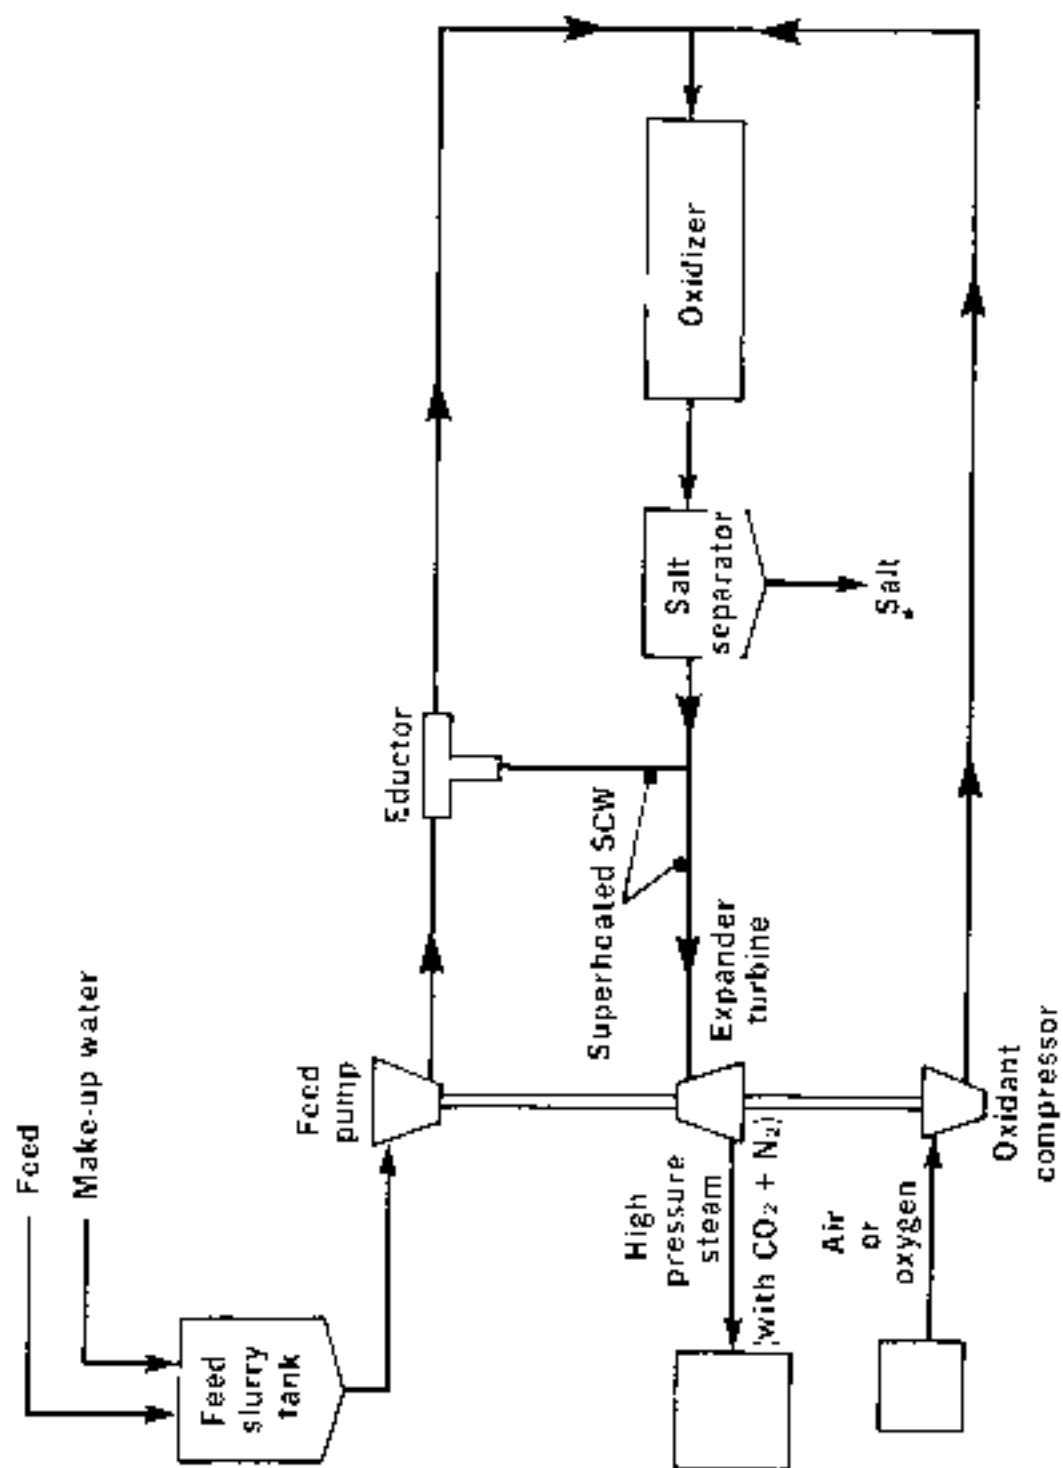 Feed
Make-up water
Feed
slurry
tank
Feed
pump
Eductor
Superheated SCW
Expander
turbine
High
pressure
steam
(with CO₂ + N₂)
Air
or
oxygen
Oxidant
compressor
Salt
separator
Salt
Oxidizer